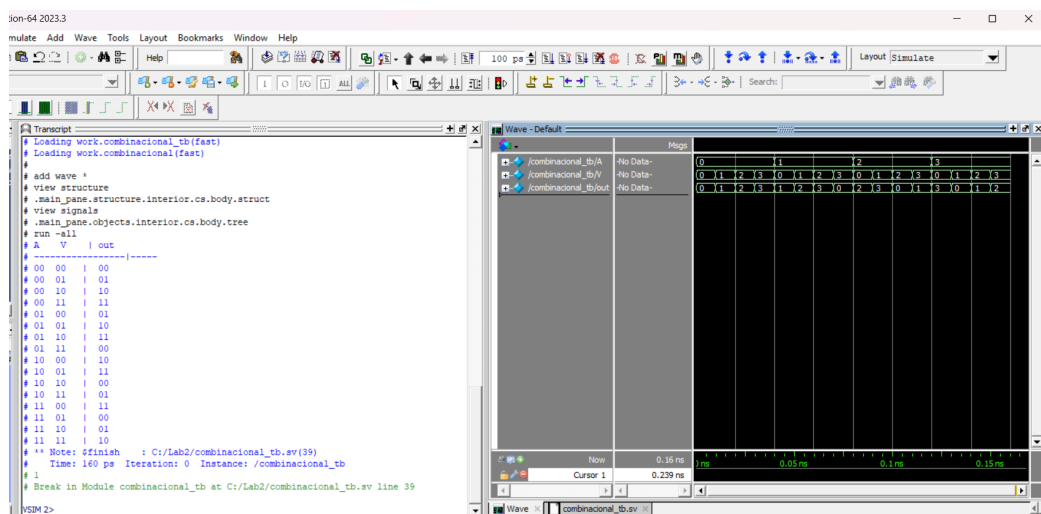 tion-64 2023.3
mulate Add Wave Tools Layout Bookmarks Window Help
Help
100 ps
Layout Simulate
I O I/O ALL
Search:
Transcript
# Loading work.combinacional_tb(fast)
# Loading work.combinacional(fast)
#
# add wave *
# view structure
# .main_pane.structure.interior.cs.body.struct
# view signals
# .main_pane.objects.interior.cs.body.tree
# run -all
# A V | out
# -----------------|-----
# 00 00 | 00
# 00 01 | 01
# 00 10 | 10
# 00 11 | 11
# 01 00 | 01
# 01 01 | 10
# 01 10 | 11
# 01 11 | 00
# 10 00 | 10
# 10 01 | 11
# 10 10 | 00
# 10 11 | 01
# 11 00 | 11
# 11 01 | 00
# 11 10 | 01
# 11 11 | 10
# ** Note: $finish : C:/Lab2/combinacional_tb.sv(39)
# Time: 160 ps Iteration: 0 Instance: /combinacional_tb
# 1
# Break in Module combinacional_tb at C:/Lab2/combinacional_tb.sv line 39
VSIM 2>
Wave - Default
Msgs
/combinacional_tb/A -No Data- 0 1 2 3
/combinacional_tb/V -No Data- 0 1 2 3 0 1 2 3 0 1 2 3 0 1 2 3
/combinacional_tb/out -No Data- 0 1 2 3 1 2 3 0 2 3 0 1 3 0 1 2
Now 0.16 ns ns 0.05 ns 0.1 ns 0.15 ns
Cursor 1 0.239 ns
Wave combinacional_tb.sv